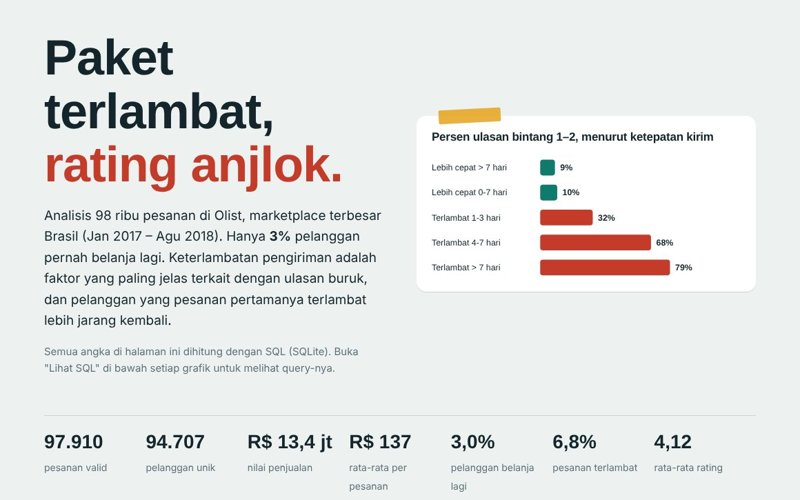 Paket
terlambat,
rating anjlok.
Analisis 98 ribu pesanan di Olist, marketplace terbesar
Brasil (Jan 2017 – Agu 2018). Hanya 3% pelanggan
pernah belanja lagi. Keterlambatan pengiriman adalah
faktor yang paling jelas terkait dengan ulasan buruk,
dan pelanggan yang pesanan pertamanya terlambat
lebih jarang kembali.
Semua angka di halaman ini dihitung dengan SQL (SQLite). Buka
"Lihat SQL" di bawah setiap grafik untuk melihat query-nya.
Persen ulasan bintang 1–2, menurut ketepatan kirim
Lebih cepat > 7 hari 9%
Lebih cepat 0-7 hari 10%
Terlambat 1-3 hari 32%
Terlambat 4-7 hari 68%
Terlambat > 7 hari 79%
97.910
pesanan valid
94.707
pelanggan unik
R$ 13,4 jt
nilai penjualan
R$ 137
rata-rata per
pesanan
3,0%
pelanggan belanja
lagi
6,8%
pesanan terlambat
4,12
rata-rata rating